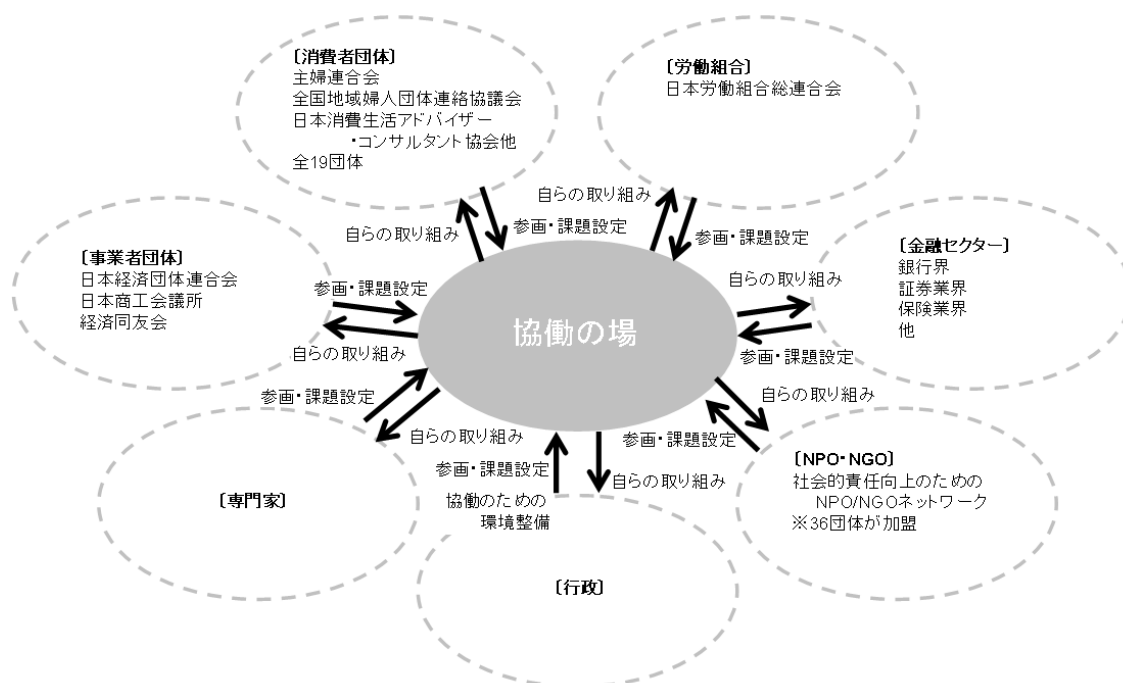 〔消費者団体〕
主婦連合会
全国地域婦人団体連絡協議会
日本消費生活アドバイザー
・コンサルタント協会他
全19団体
〔労働組合〕
日本労働組合総連合会
自らの取り組み
参画・課題設定
自らの取り組み
参画・課題設定
〔事業者団体〕
日本経済団体連合会
日本商工会議所
経済同友会
参画・課題設定
自らの取り組み
〔金融セクター〕
銀行界
証券業界
保険業界
他
自らの取り組み
参画・課題設定
協働の場
参画・課題設定
自らの取り組み
〔専門家〕
自らの取り組み
参画・課題設定
〔NPO・NGO〕
社会的責任向上のための
NPO/NGOネットワーク
※36団体が加盟
参画・課題設定
協働のための
環境整備
自らの取り組み
〔行政〕